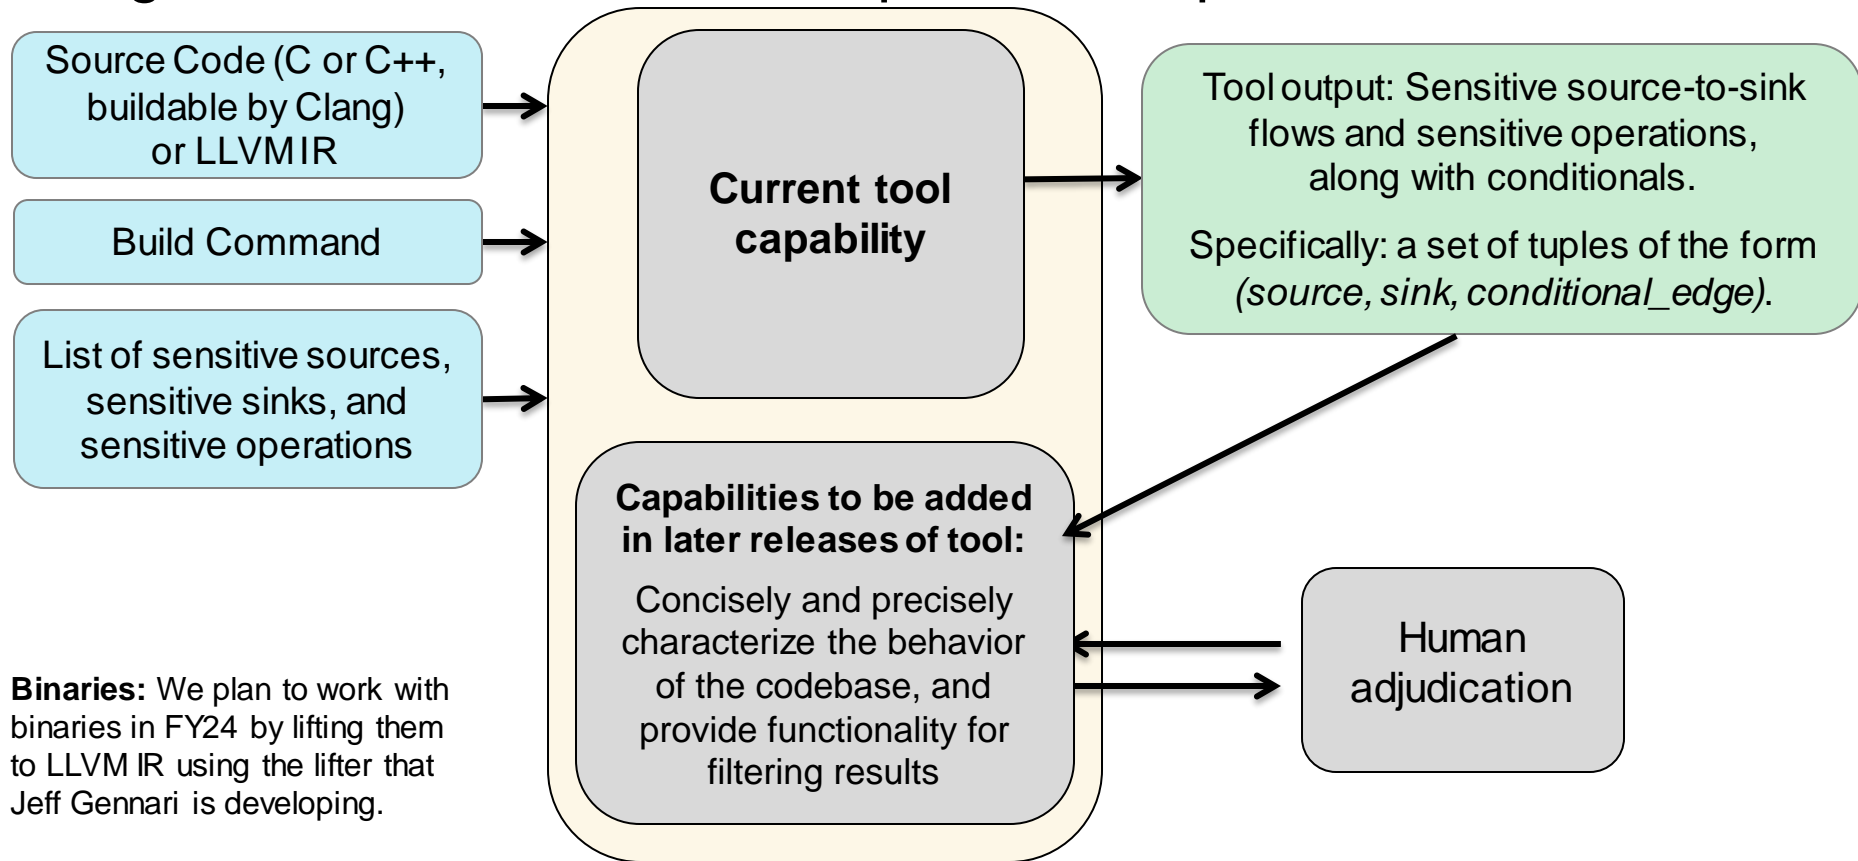 Source Code (C or C++,
buildable by Clang)
or LLVM IR
Build Command
List of sensitive sources,
sensitive sinks, and
sensitive operations
Binaries: We plan to work with
binaries in FY24 by lifting them
to LLVM IR using the lifter that
Jeff Gennari is developing.
Current tool
capability
Capabilities to be added
in later releases of tool:
Concisely and precisely
characterize the behavior
of the codebase, and
provide functionality for
filtering results
Tool output: Sensitive source-to-sink
flows and sensitive operations,
along with conditionals.
Specifically: a set of tuples of the form
(source, sink, conditional_edge).
Human
adjudication